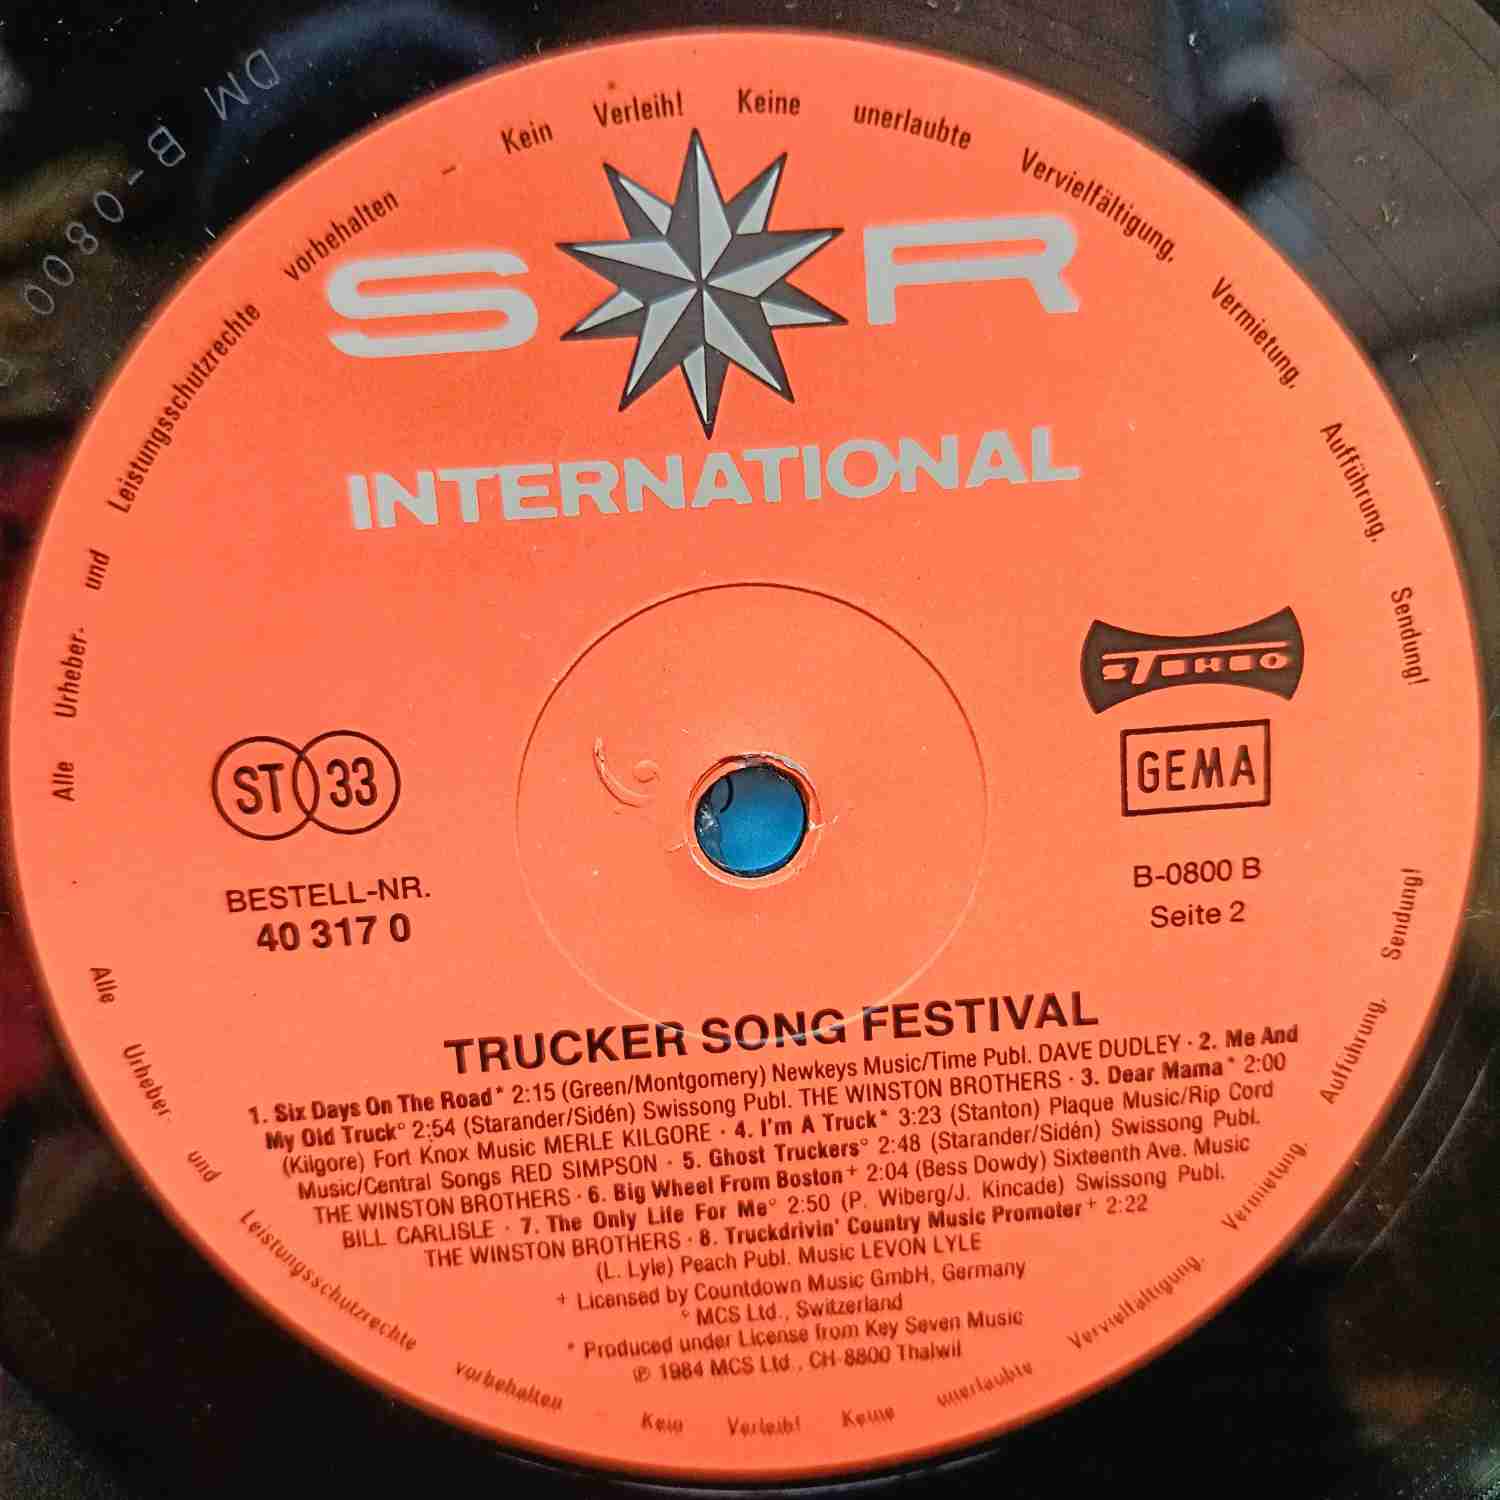 DM B-0800
Alle Urheber- und Leistungsschutzrechte vorbehalten – Kein Verleih! Keine unerlaubte Vervielfältigung, Vermietung, Aufführung, Sendung!
S R
INTERNATIONAL
STEREO
ST 33
GEMA
BESTELL-NR.
40 317 0
B-0800 B
Seite 2
TRUCKER SONG FESTIVAL
1. Six Days On The Road* 2:15 (Green/Montgomery) Newkeys Music/Time Publ. DAVE DUDLEY · 2. Me And
My Old Truck° 2:54 (Starander/Sidén) Swissong Publ. THE WINSTON BROTHERS · 3. Dear Mama* 2:00
(Kilgore) Fort Knox Music MERLE KILGORE · 4. I'm A Truck* 3:23 (Stanton) Plaque Music/Rip Cord
Music/Central Songs RED SIMPSON · 5. Ghost Truckers° 2:48 (Starander/Sidén) Swissong Publ.
THE WINSTON BROTHERS · 6. Big Wheel From Boston+ 2:04 (Bess Dowdy) Sixteenth Ave. Music
BILL CARLISLE · 7. The Only Life For Me° 2:50 (P. Wiberg/J. Kincade) Swissong Publ.
THE WINSTON BROTHERS · 8. Truckdrivin' Country Music Promoter+ 2:22
(L. Lyle) Peach Publ. Music LEVON LYLE
+ Licensed by Countdown Music GmbH, Germany
° MCS Ltd., Switzerland
* Produced under License from Key Seven Music
℗ 1984 MCS Ltd., CH-8800 Thalwil
Alle Urheber- und Leistungsschutzrechte vorbehalten Kein Verleih! Keine unerlaubte Vervielfältigung, Vermietung, Aufführung, Sendung!